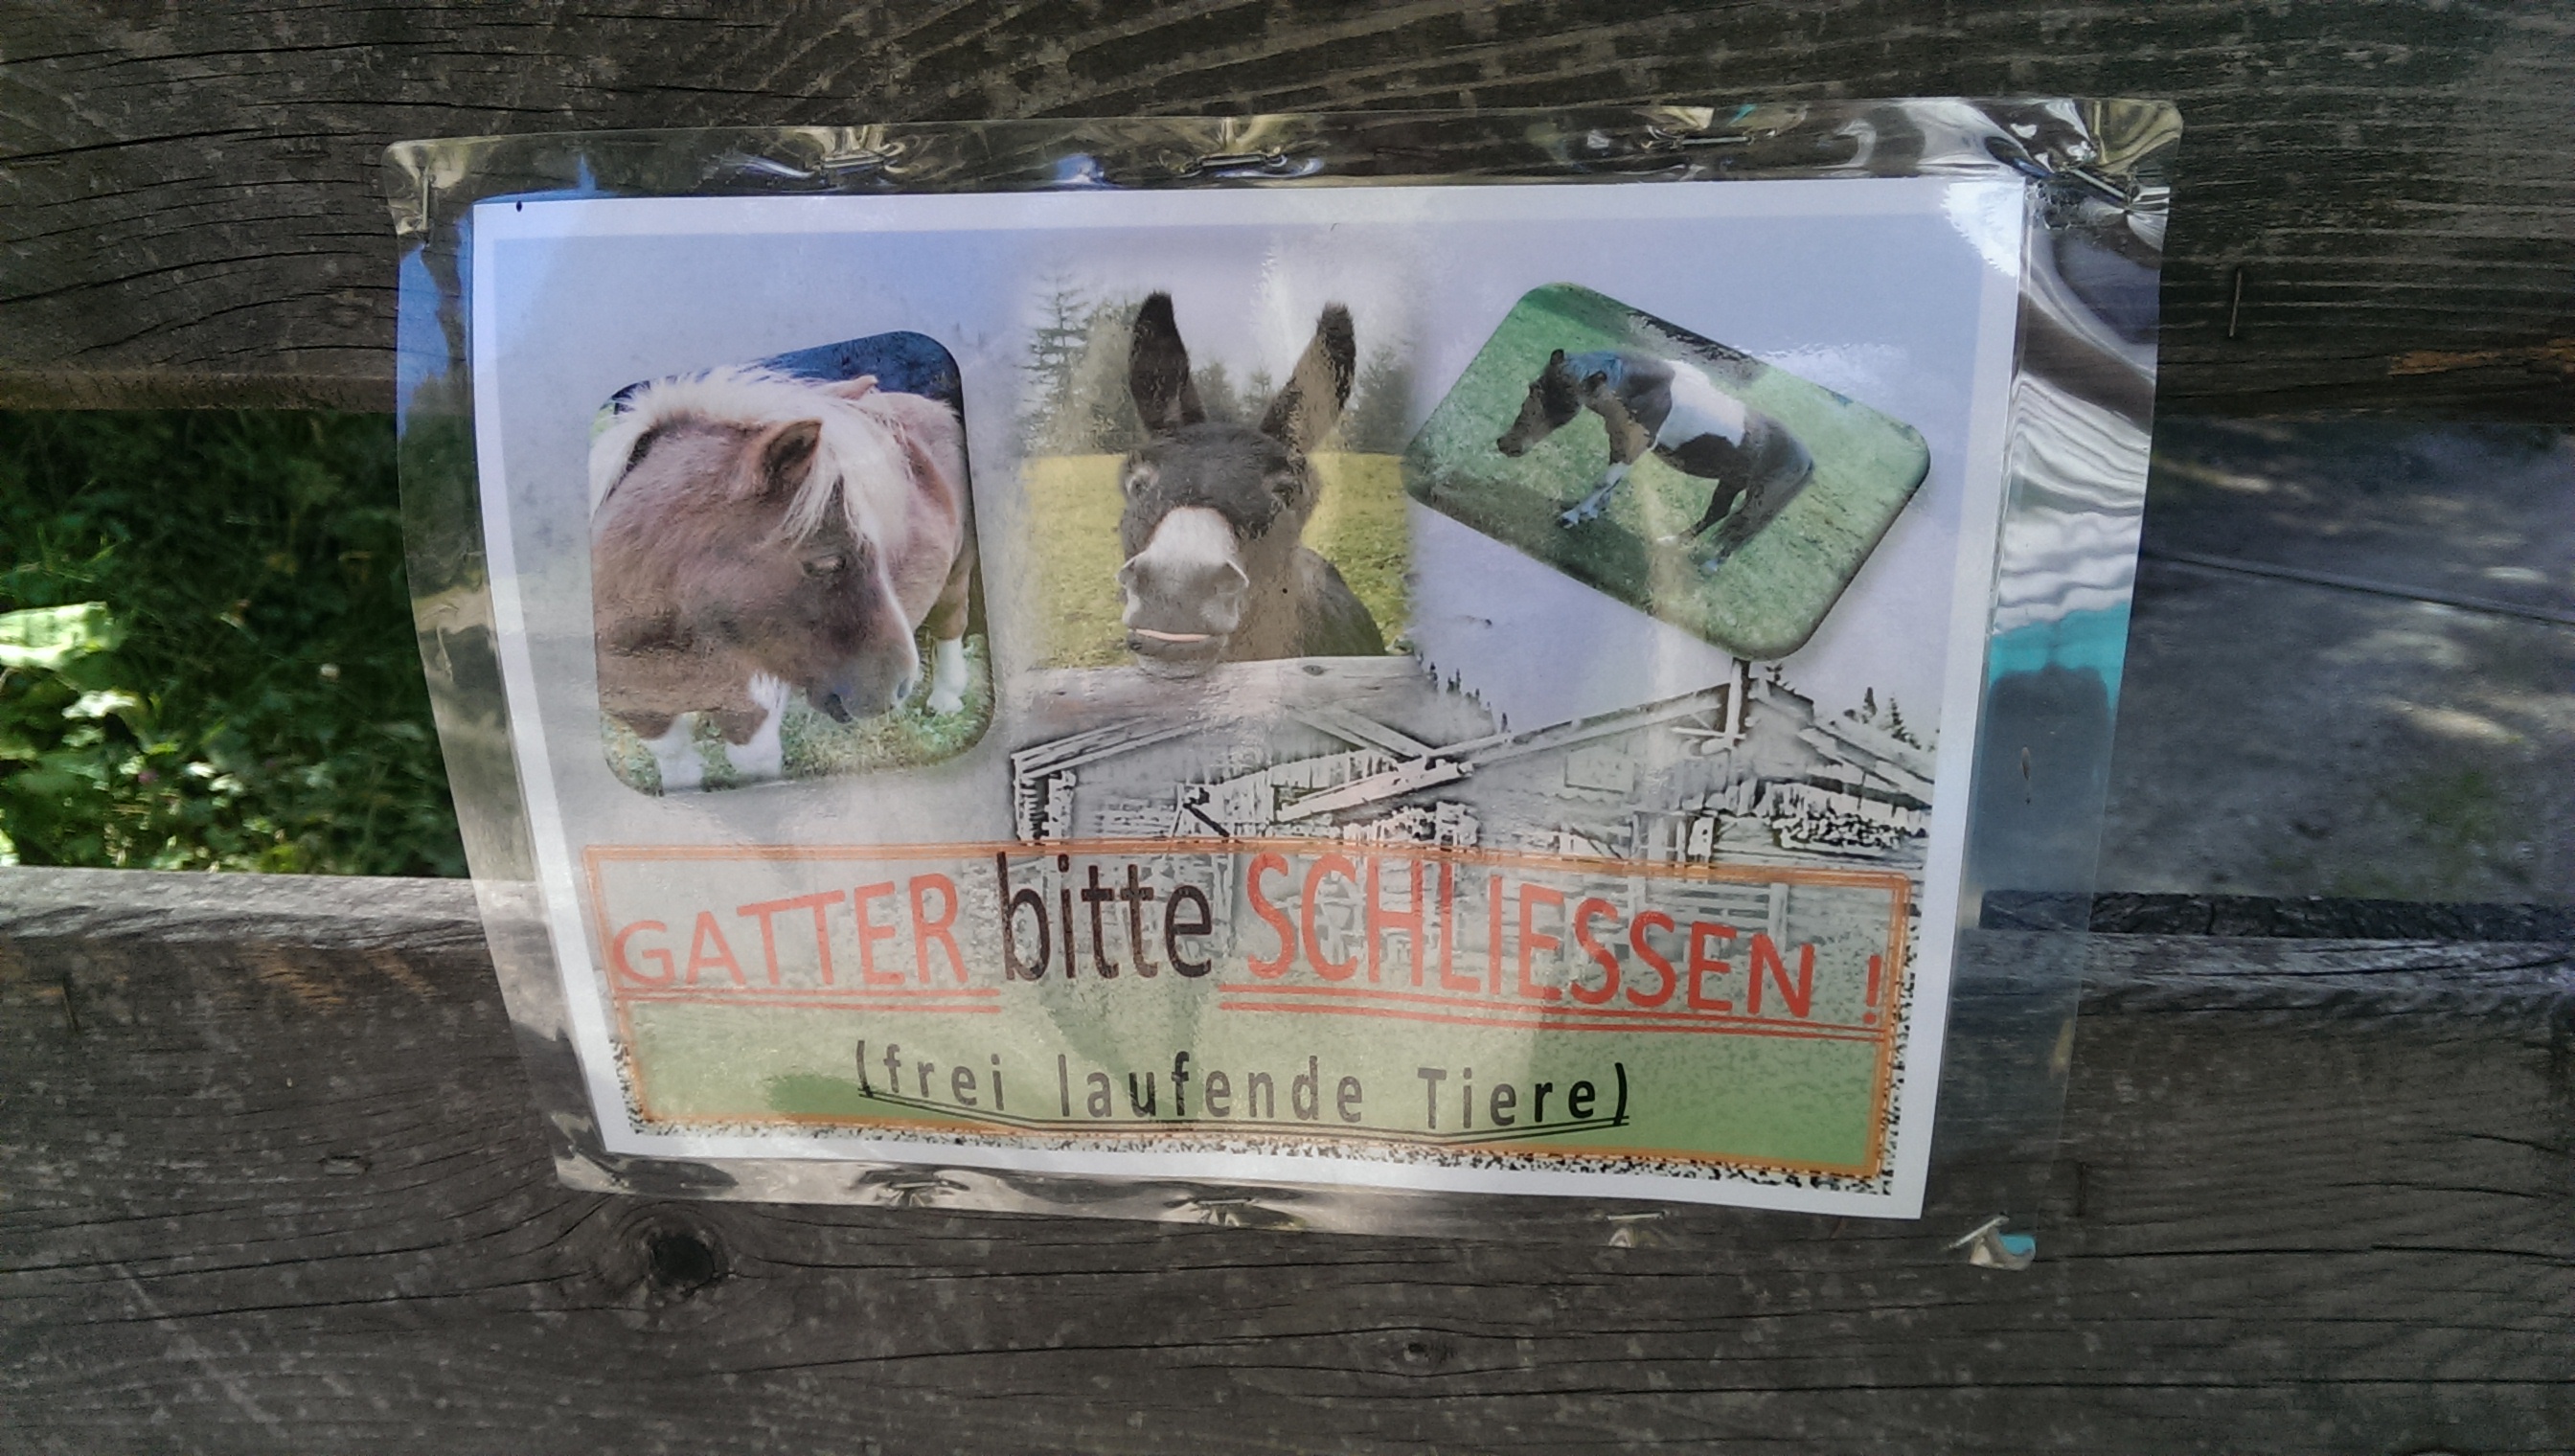 GATTER bitte SCHLIESSEN !
(frei laufende Tiere)